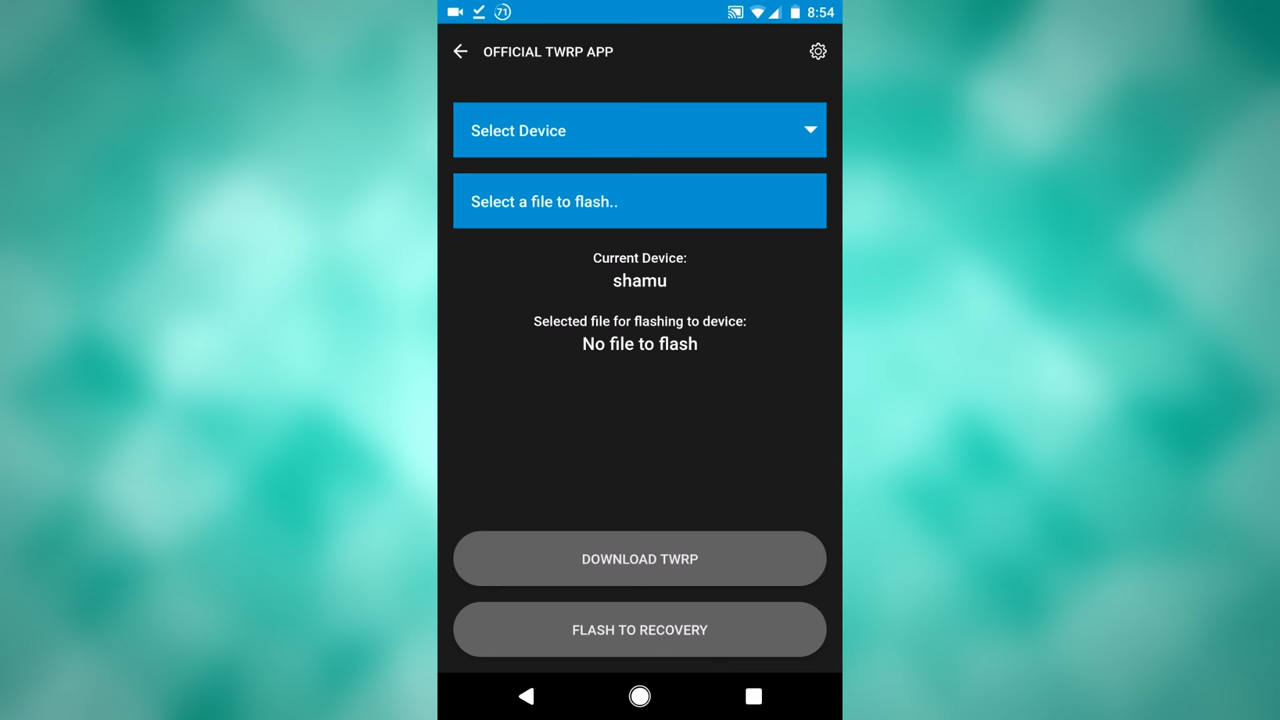 71
8:54
OFFICIAL TWRP APP
Select Device
Select a file to flash..
Current Device:
shamu
Selected file for flashing to device:
No file to flash
DOWNLOAD TWRP
FLASH TO RECOVERY